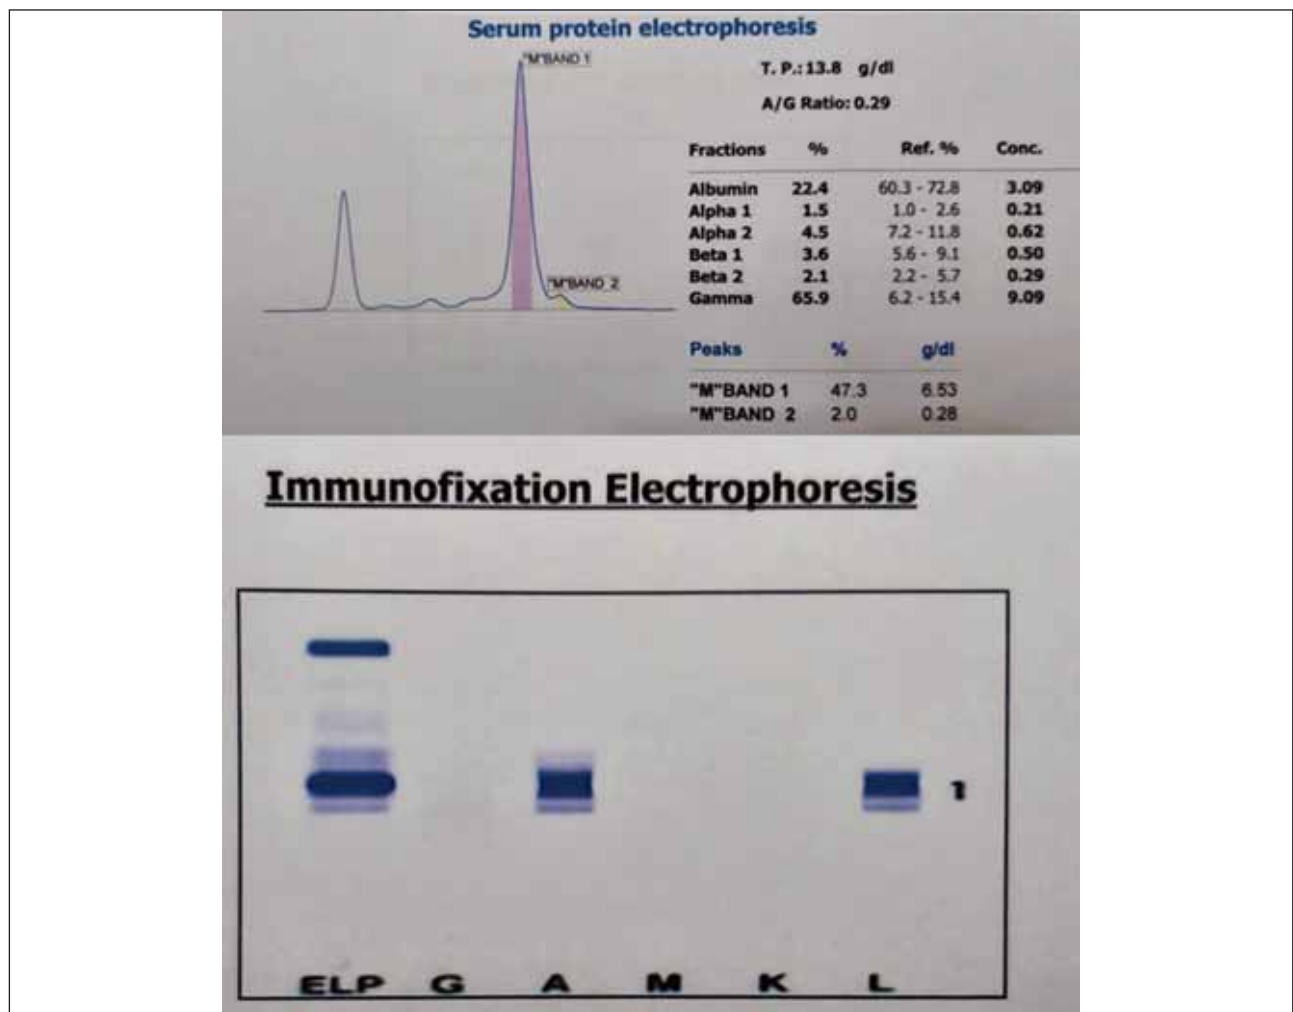 Serum protein electrophoresis
"M"BAND 1
T. P.: 13.8 g/dl
A/G Ratio: 0.29
Fractions % Ref. % Conc.
Albumin 22.4 60.3 - 72.8 3.09
Alpha 1 1.5 1.0 - 2.6 0.21
Alpha 2 4.5 7.2 - 11.8 0.62
Beta 1 3.6 5.6 - 9.1 0.50
Beta 2 2.1 2.2 - 5.7 0.29
"M"BAND 2
Gamma 65.9 6.2 - 15.4 9.09
Peaks % g/dl
"M"BAND 1 47.3 6.53
"M"BAND 2 2.0 0.28
Immunofixation Electrophoresis
1
ELP G A M K L